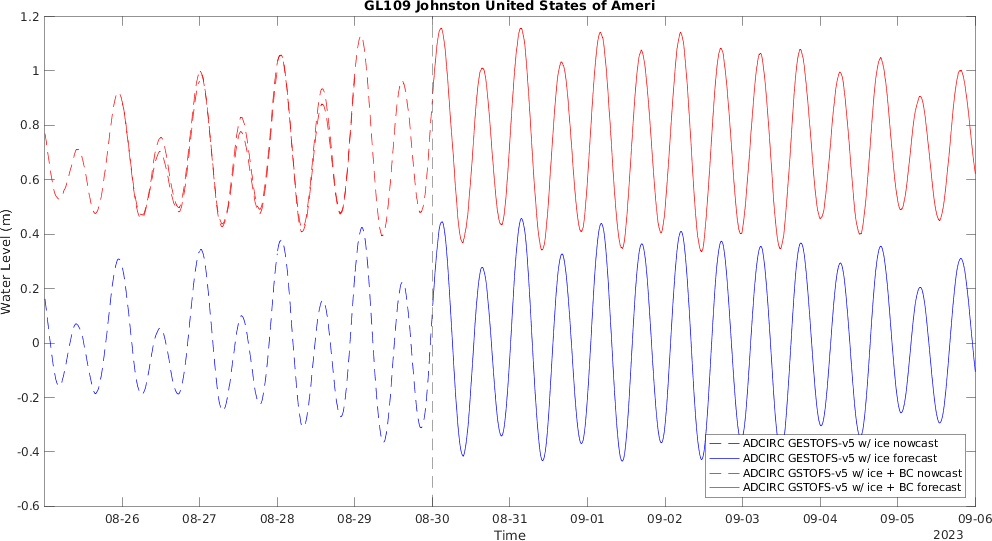 GL109 Johnston United States of Ameri
1.2
1
0.8
0.6
0.4
0.2
0
-0.2
-0.4
-0.6
Water Level (m)
ADCIRC GESTOFS-v5 w/ ice nowcast
ADCIRC GESTOFS-v5 w/ ice forecast
ADCIRC GSTOFS-v5 w/ ice + BC nowcast
ADCIRC GSTOFS-v5 w/ ice + BC forecast
08-26 08-27 08-28 08-29 08-30 08-31 09-01 09-02 09-03 09-04 09-05 09-06
Time
2023